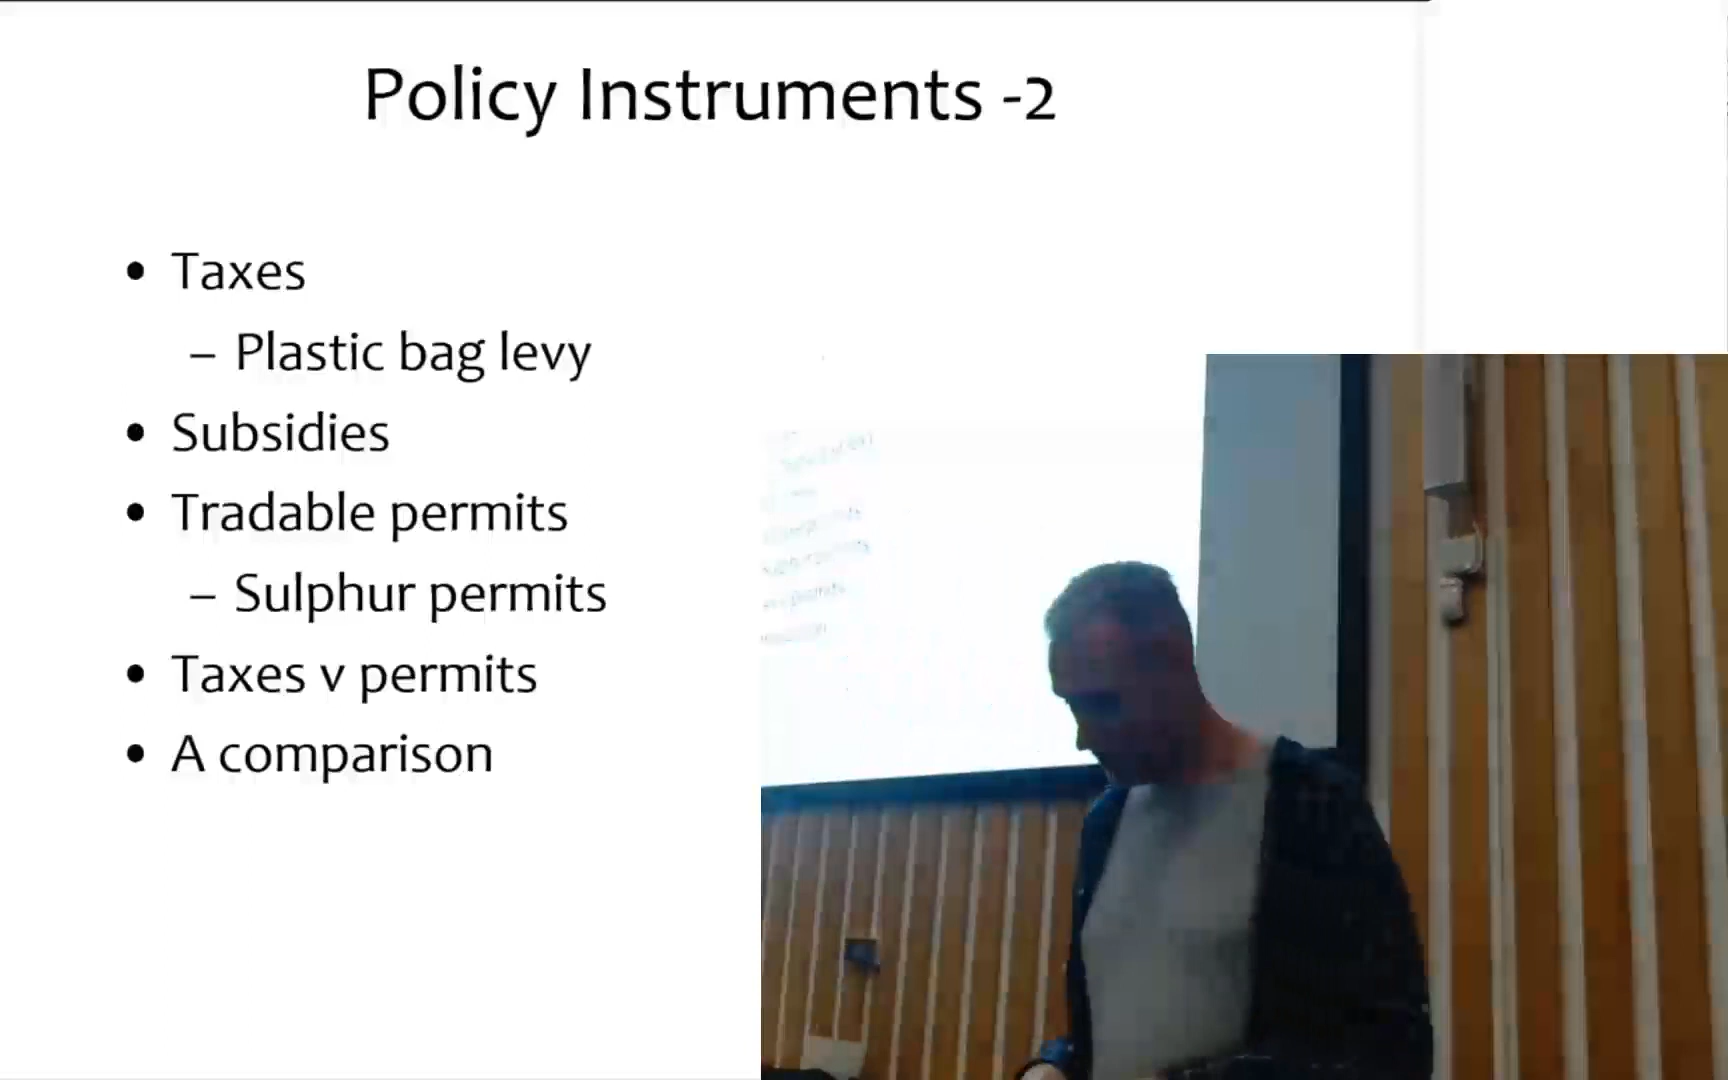 Policy Instruments -2
• Taxes
– Plastic bag levy
• Subsidies
• Tradable permits
– Sulphur permits
• Taxes v permits
• A comparison